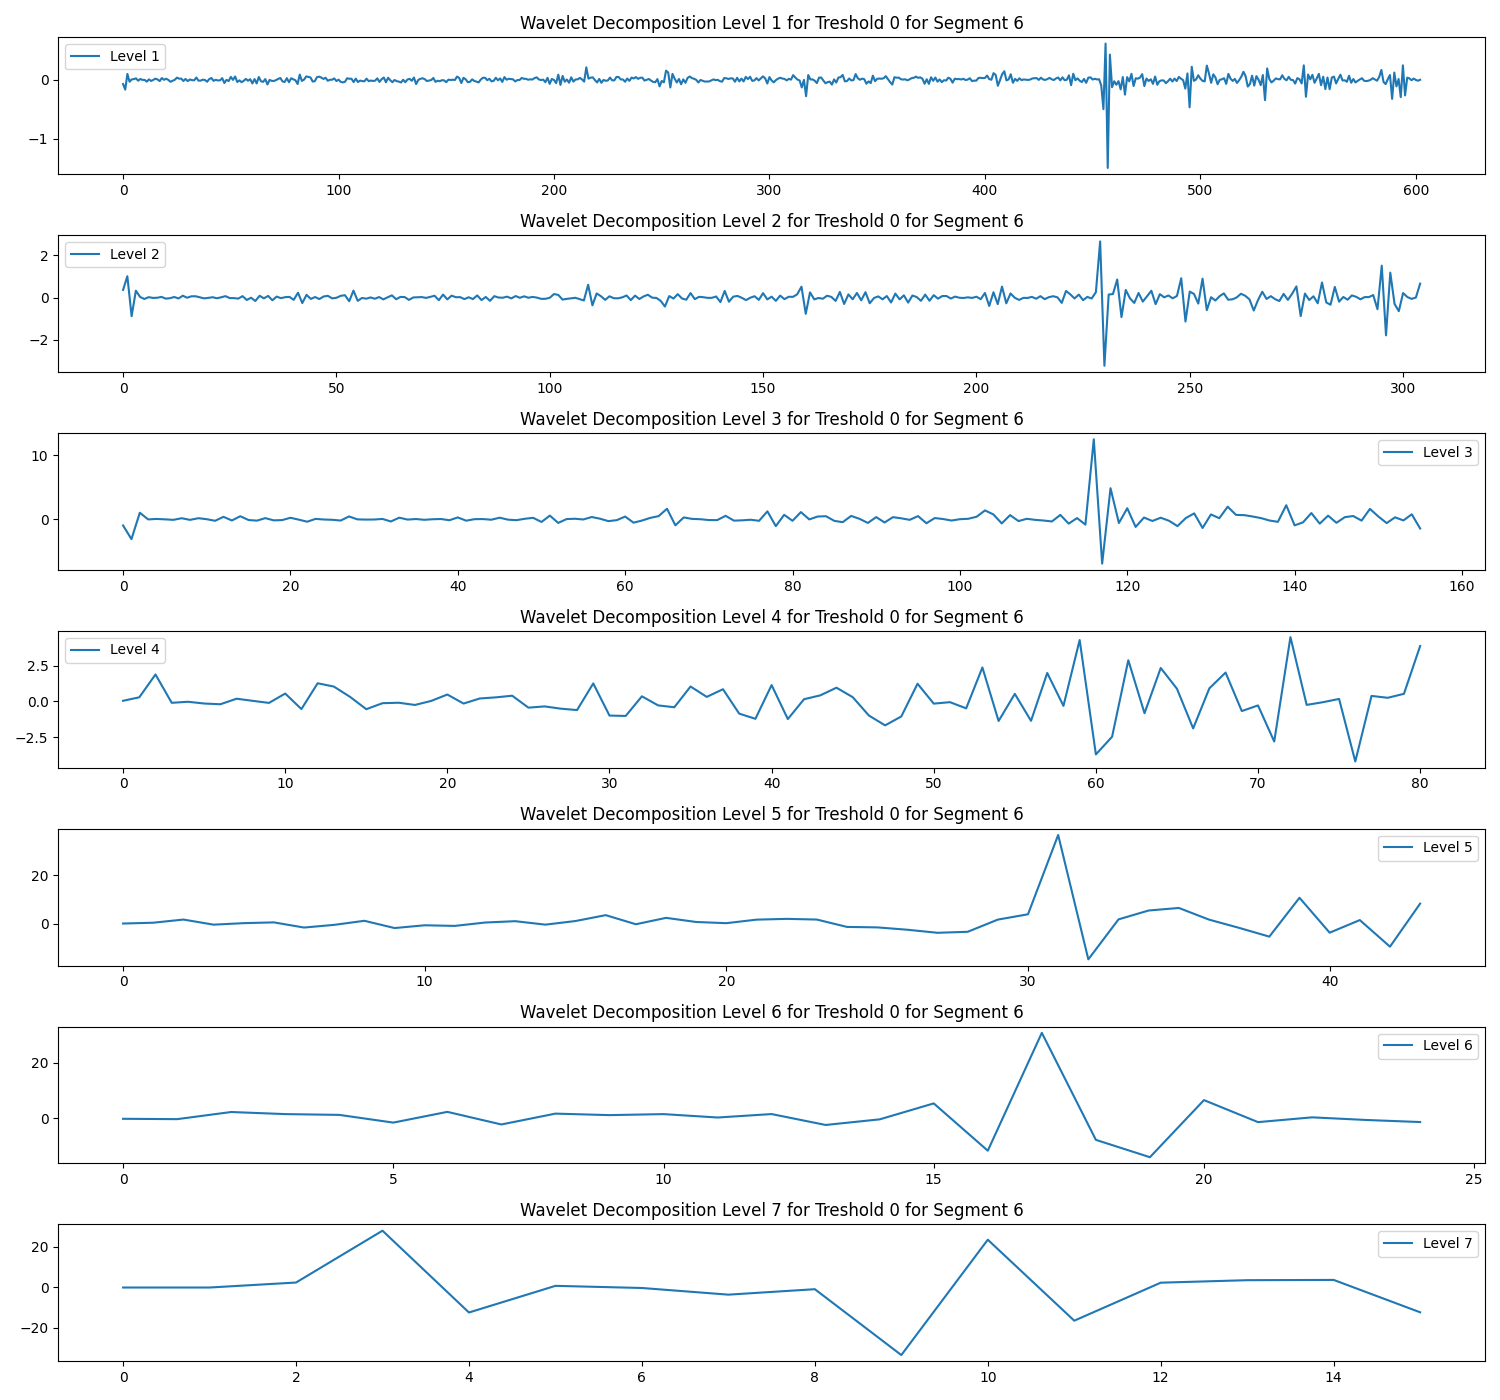 Wavelet Decomposition Level 1 for Treshold 0 for Segment 6
Level 1
0
−1
0 100 200 300 400 500 600
Wavelet Decomposition Level 2 for Treshold 0 for Segment 6
Level 2
2
0
−2
0 50 100 150 200 250 300
Wavelet Decomposition Level 3 for Treshold 0 for Segment 6
Level 3
10
0
0 20 40 60 80 100 120 140 160
Wavelet Decomposition Level 4 for Treshold 0 for Segment 6
Level 4
2.5
0.0
−2.5
0 10 20 30 40 50 60 70 80
Wavelet Decomposition Level 5 for Treshold 0 for Segment 6
Level 5
20
0
0 10 20 30 40
Wavelet Decomposition Level 6 for Treshold 0 for Segment 6
Level 6
20
0
0 5 10 15 20 25
Wavelet Decomposition Level 7 for Treshold 0 for Segment 6
Level 7
20
0
−20
0 2 4 6 8 10 12 14